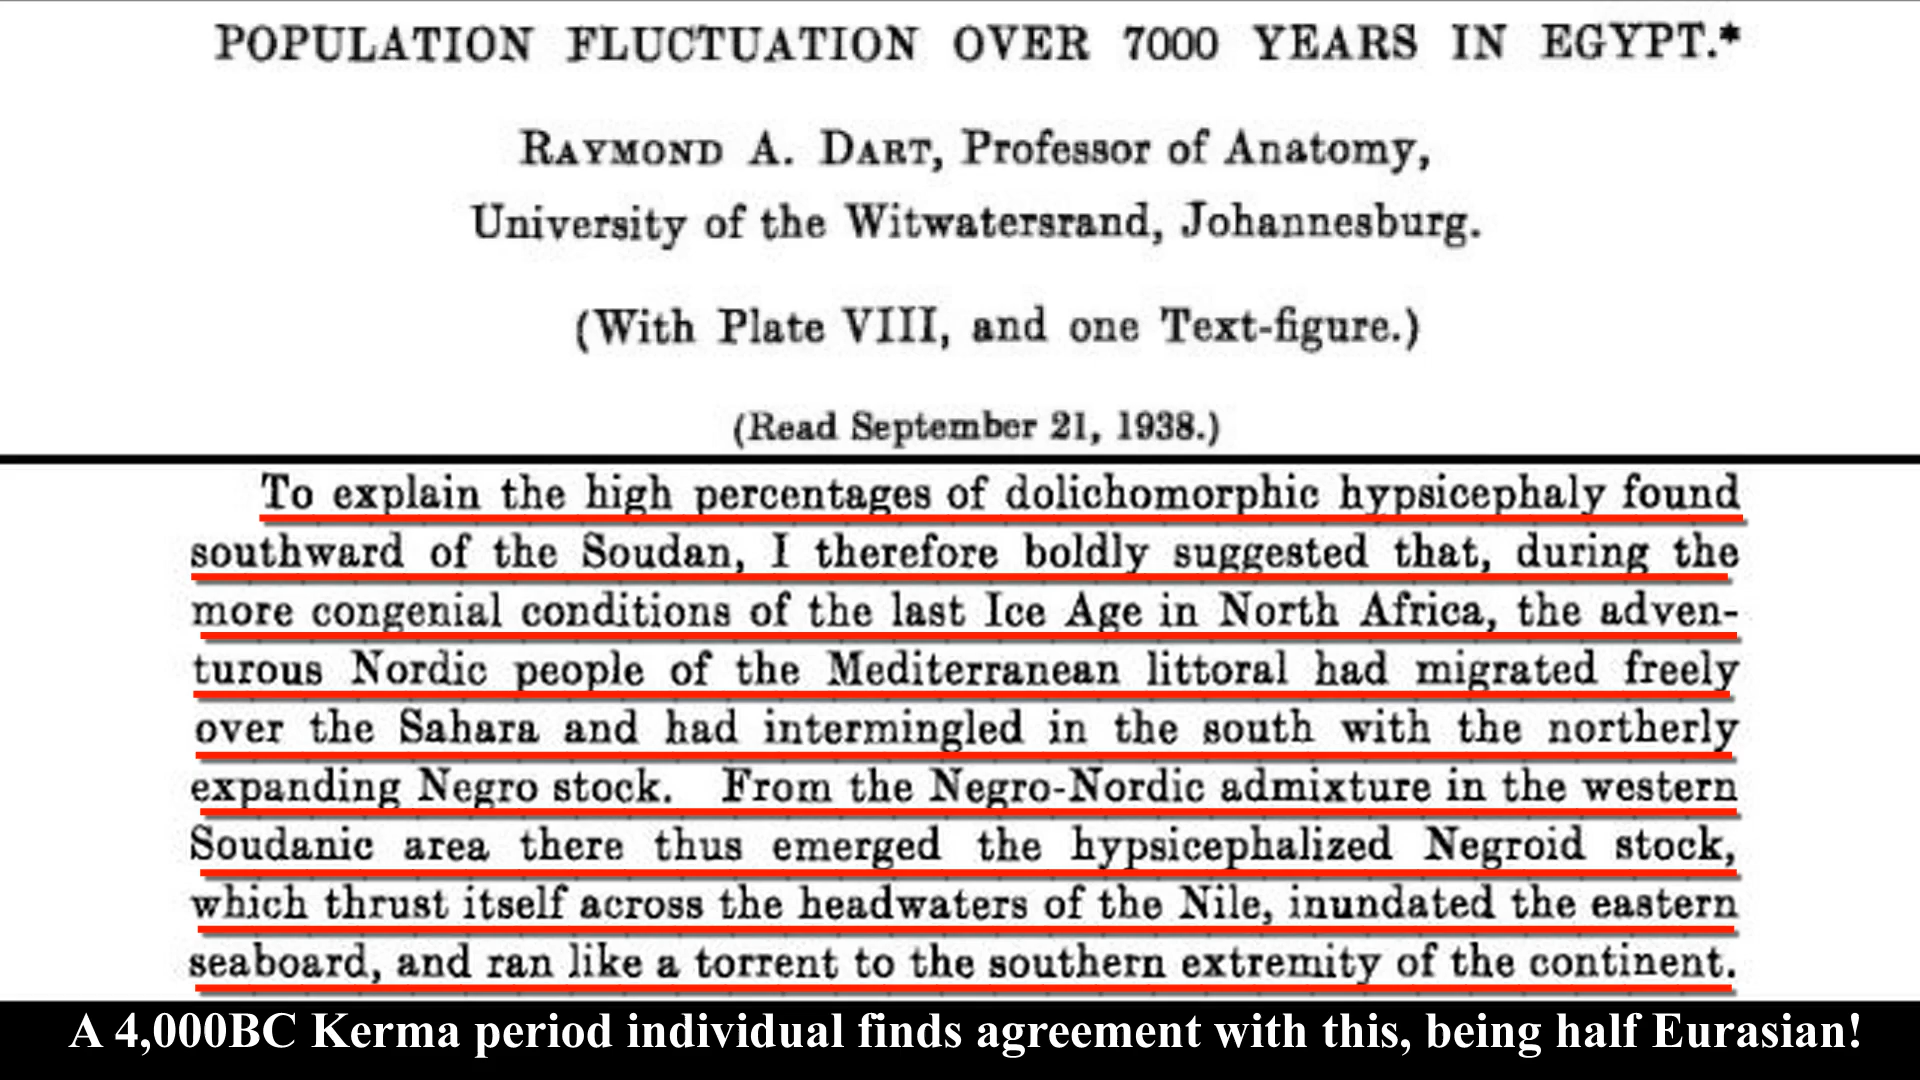 POPULATION FLUCTUATION OVER 7000 YEARS IN EGYPT.*
RAYMOND A. DART, Professor of Anatomy,
University of the Witwatersrand, Johannesburg.
(With Plate VIII, and one Text-figure.)
(Read September 21, 1938.)
To explain the high percentages of dolichomorphic hypsicephaly found
southward of the Soudan, I therefore boldly suggested that, during the
more congenial conditions of the last Ice Age in North Africa, the adven-
turous Nordic people of the Mediterranean littoral had migrated freely
over the Sahara and had intermingled in the south with the northerly
expanding Negro stock. From the Negro-Nordic admixture in the western
Soudanic area there thus emerged the hypsicephalized Negroid stock,
which thrust itself across the headwaters of the Nile, inundated the eastern
seaboard, and ran like a torrent to the southern extremity of the continent.
A 4,000BC Kerma period individual finds agreement with this, being half Eurasian!